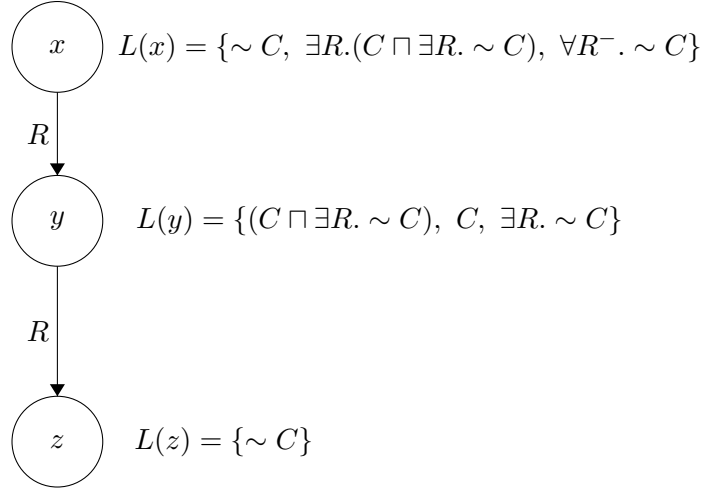 x L(x) = {∼ C, ∃R.(C ⊓ ∃R. ∼ C), ∀R⁻. ∼ C}
R
y L(y) = {(C ⊓ ∃R. ∼ C), C, ∃R. ∼ C}
R
z L(z) = {∼ C}